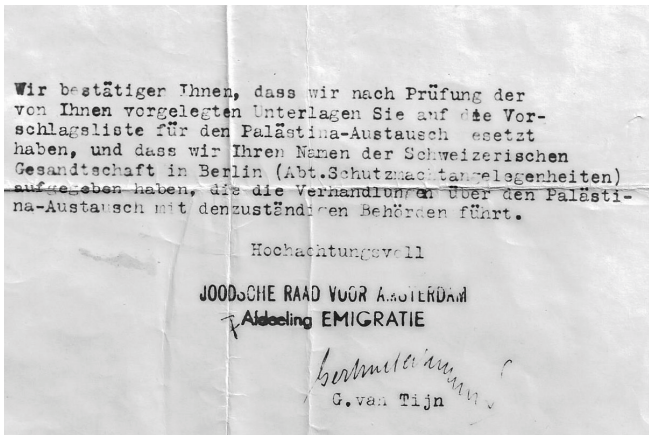 Wir bestätiger Ihnen, dass wir nach Prüfung der
von Ihnen vorgelegten Unterlagen Sie auf die Vor-
schlagsliste für den Palästina-Austausch esetzt
haben, und dass wir Ihren Namen der Schweizerischen
Gesandtschaft in Berlin (Abt.Schutzmachtangelegenheiten)
aufgegeben haben, die die Verhandlungen über den Palästi-
na-Austausch mit denzuständigen Behörden führt.
Hochachtungsvoll
JOODSCHE RAAD VOOR AMSTERDAM
Afdeeling EMIGRATIE
G.van Tijn